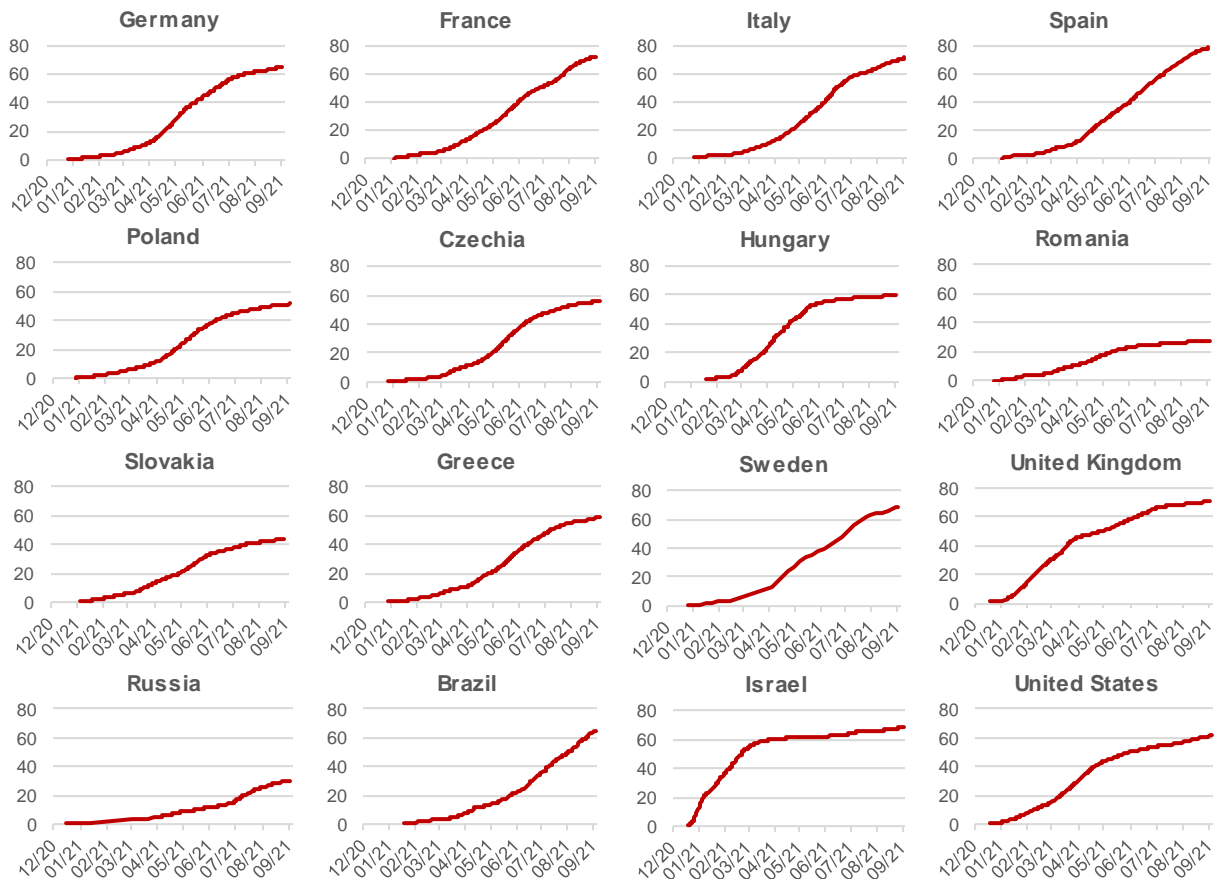 Germany France Italy Spain
80 80 80 80
60 60 60 60
40 40 40 40
20 20 20 20
0 0 0 0
12/20 01/21 02/21 03/21 04/21 05/21 06/21 07/21 08/21 09/21 12/20 01/21 02/21 03/21 04/21 05/21 06/21 07/21 08/21 09/21 12/20 01/21 02/21 03/21 04/21 05/21 06/21 07/21 08/21 09/21 12/20 01/21 02/21 03/21 04/21 05/21 06/21 07/21 08/21 09/21
Poland Czechia Hungary Romania
80 80 80 80
60 60 60 60
40 40 40 40
20 20 20 20
0 0 0 0
12/20 01/21 02/21 03/21 04/21 05/21 06/21 07/21 08/21 09/21 12/20 01/21 02/21 03/21 04/21 05/21 06/21 07/21 08/21 09/21 12/20 01/21 02/21 03/21 04/21 05/21 06/21 07/21 08/21 09/21 12/20 01/21 02/21 03/21 04/21 05/21 06/21 07/21 08/21 09/21
Slovakia Greece Sweden United Kingdom
80 80 80 80
60 60 60 60
40 40 40 40
20 20 20 20
0 0 0 0
12/20 01/21 02/21 03/21 04/21 05/21 06/21 07/21 08/21 09/21 12/20 01/21 02/21 03/21 04/21 05/21 06/21 07/21 08/21 09/21 12/20 01/21 02/21 03/21 04/21 05/21 06/21 07/21 08/21 09/21 12/20 01/21 02/21 03/21 04/21 05/21 06/21 07/21 08/21 09/21
Russia Brazil Israel United States
80 80 80 80
60 60 60 60
40 40 40 40
20 20 20 20
0 0 0 0
12/20 01/21 02/21 03/21 04/21 05/21 06/21 07/21 08/21 09/21 12/20 01/21 02/21 03/21 04/21 05/21 06/21 07/21 08/21 09/21 12/20 01/21 02/21 03/21 04/21 05/21 06/21 07/21 08/21 09/21 12/20 01/21 02/21 03/21 04/21 05/21 06/21 07/21 08/21 09/21